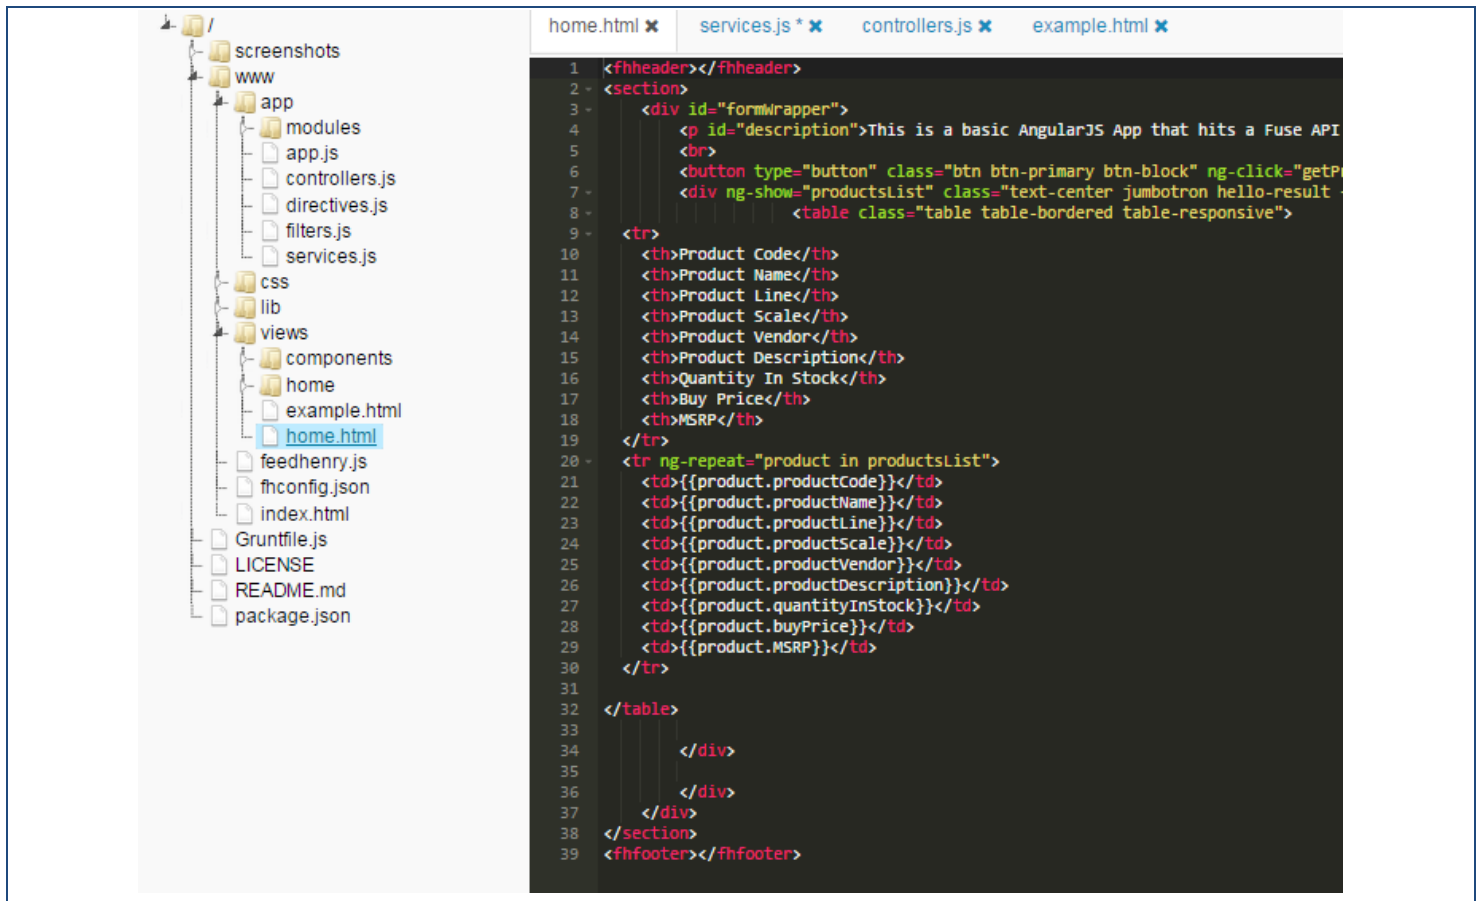 /
screenshots
www
app
modules
app.js
controllers.js
directives.js
filters.js
services.js
css
lib
views
components
home
example.html
home.html
feedhenry.js
fhconfig.json
index.html
Gruntfile.js
LICENSE
README.md
package.json
home.html ✖ services.js * ✖ controllers.js ✖ example.html ✖
1 <fhheader></fhheader>
2 <section>
3 <div id="formWrapper">
4 <p id="description">This is a basic AngularJS App that hits a Fuse API
5 <br>
6 <button type="button" class="btn btn-primary btn-block" ng-click="getP
7 <div ng-show="productsList" class="text-center jumbotron hello-result
8 <table class="table table-bordered table-responsive">
9 <tr>
10 <th>Product Code</th>
11 <th>Product Name</th>
12 <th>Product Line</th>
13 <th>Product Scale</th>
14 <th>Product Vendor</th>
15 <th>Product Description</th>
16 <th>Quantity In Stock</th>
17 <th>Buy Price</th>
18 <th>MSRP</th>
19 </tr>
20 <tr ng-repeat="product in productsList">
21 <td>{{product.productCode}}</td>
22 <td>{{product.productName}}</td>
23 <td>{{product.productLine}}</td>
24 <td>{{product.productScale}}</td>
25 <td>{{product.productVendor}}</td>
26 <td>{{product.productDescription}}</td>
27 <td>{{product.quantityInStock}}</td>
28 <td>{{product.buyPrice}}</td>
29 <td>{{product.MSRP}}</td>
30 </tr>
31
32 </table>
33
34 </div>
35
36 </div>
37 </div>
38 </section>
39 <fhfooter></fhfooter>